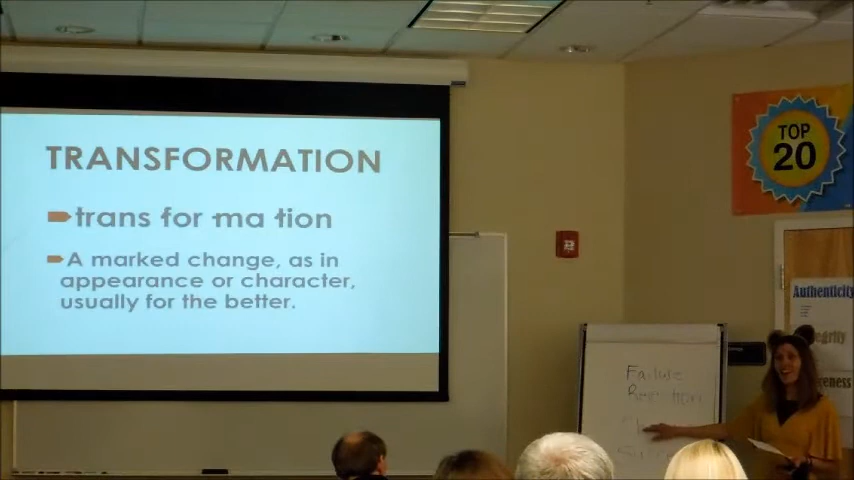 TRANSFORMATION
trans·for·ma·tion
A marked change, as in
appearance or character,
usually for the better.
TOP
20
Authenticity
Failure
Rejection